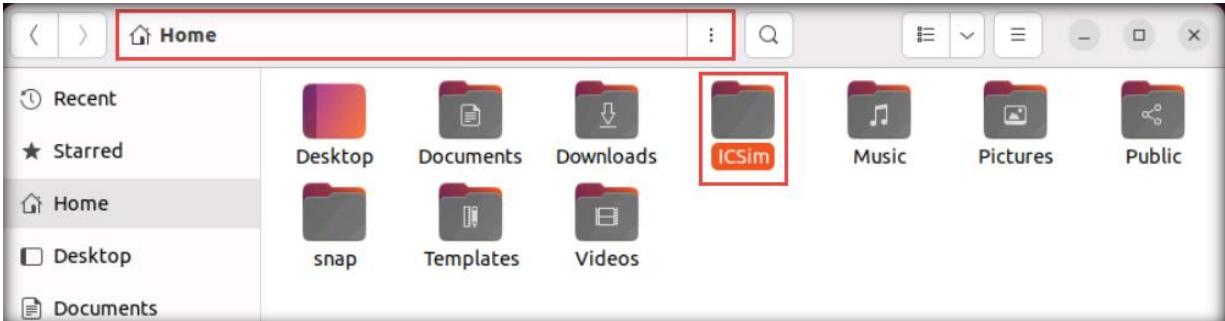 Home
Recent
Starred
Home
Desktop
Documents
Desktop Documents Downloads ICSim Music Pictures Public
snap Templates Videos